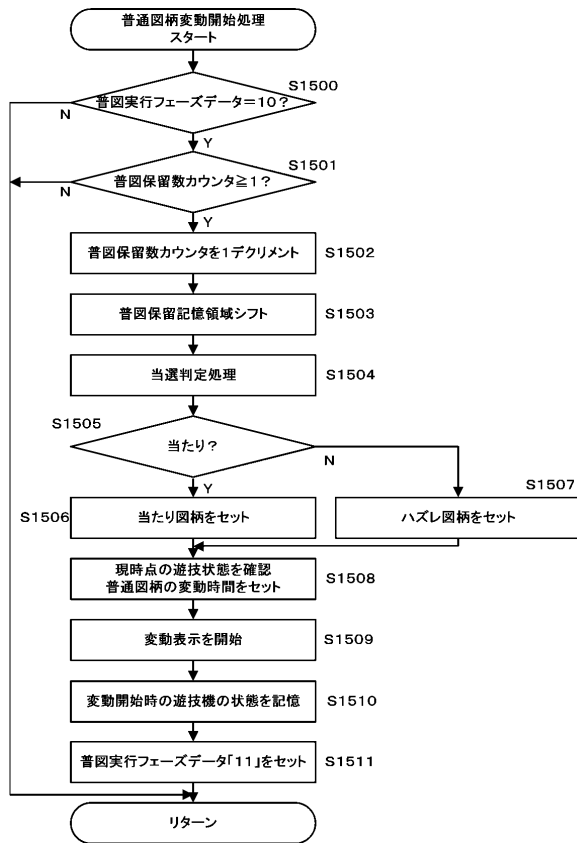 普通図柄変動開始処理
スタート
S1500
普図実行フェーズデータ=10?
N
Y
S1501
普図保留数カウンタ≧1?
N
Y
普図保留数カウンタを1デクリメント
S1502
普図保留記憶領域シフト
S1503
当選判定処理
S1504
S1505
当たり?
N
Y
S1506
当たり図柄をセット
S1507
ハズレ図柄をセット
現時点の遊技状態を確認
普通図柄の変動時間をセット
S1508
変動表示を開始
S1509
変動開始時の遊技機の状態を記憶
S1510
普図実行フェーズデータ「11」をセット
S1511
リターン